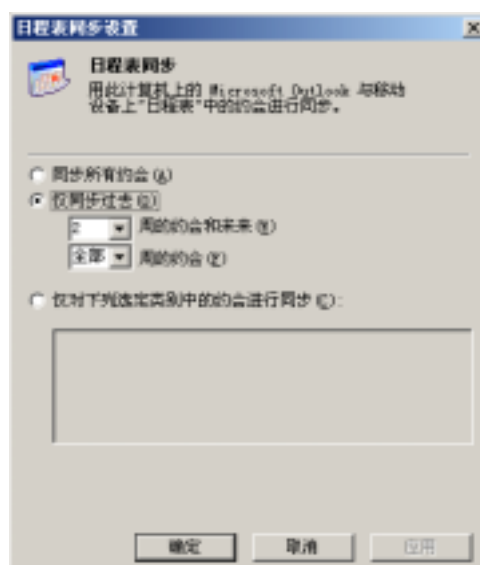 日程表同步设置
日程表同步
用此计算机上的 Microsoft Outlook 与移动
设备上"日程表"中的约会进行同步。
同步所有约会(A)
仅同步过去(O)
2 周的约会和未来
全部 周的约会
仅对下列选定类别中的约会进行同步(C):
确定 取消 应用